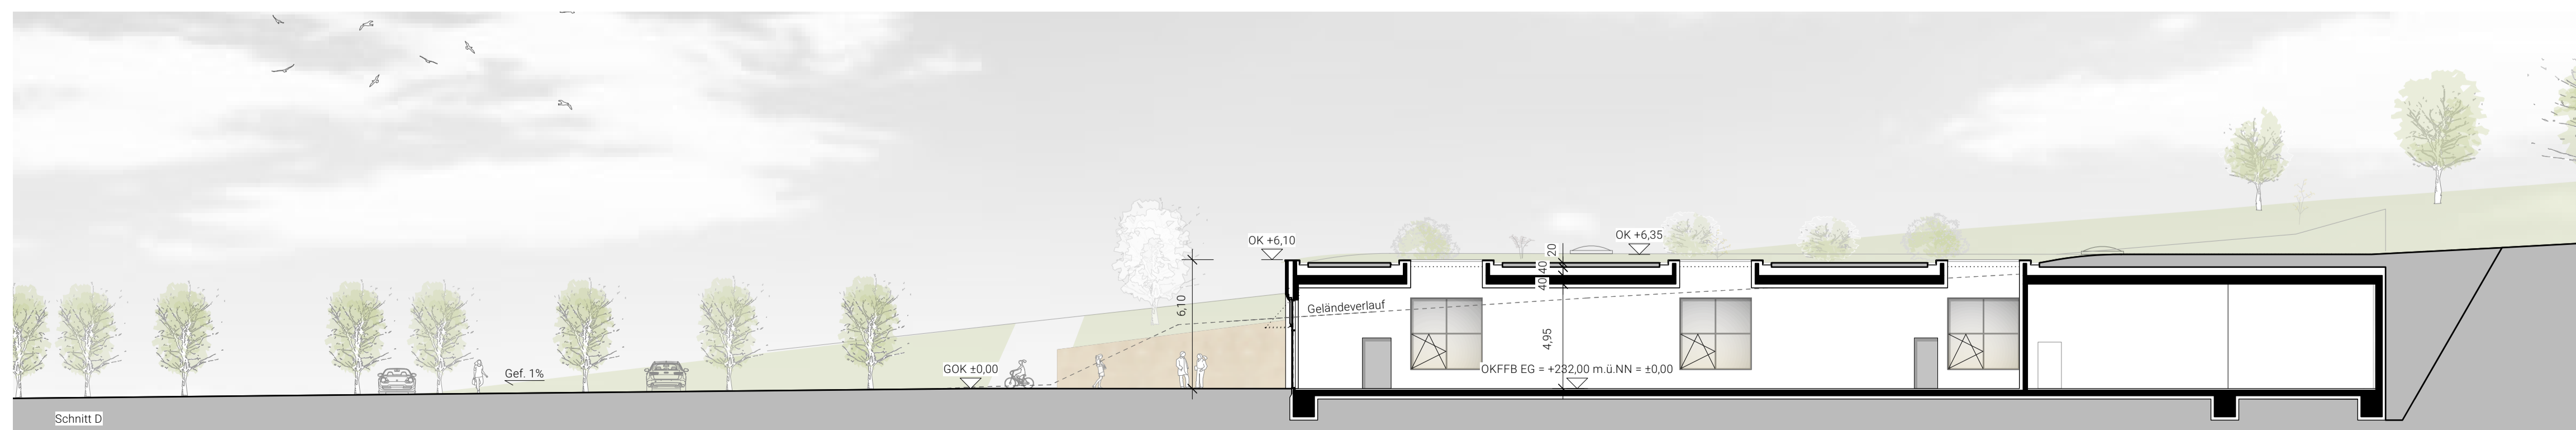 OK +6,10
OK +6,35
20
40
40
6,10
Geländeverlauf
4,95
GOK ±0,00
OKFFB EG = +232,00 m.ü.NN = ±0,00
Gef. 1%
Schnitt D